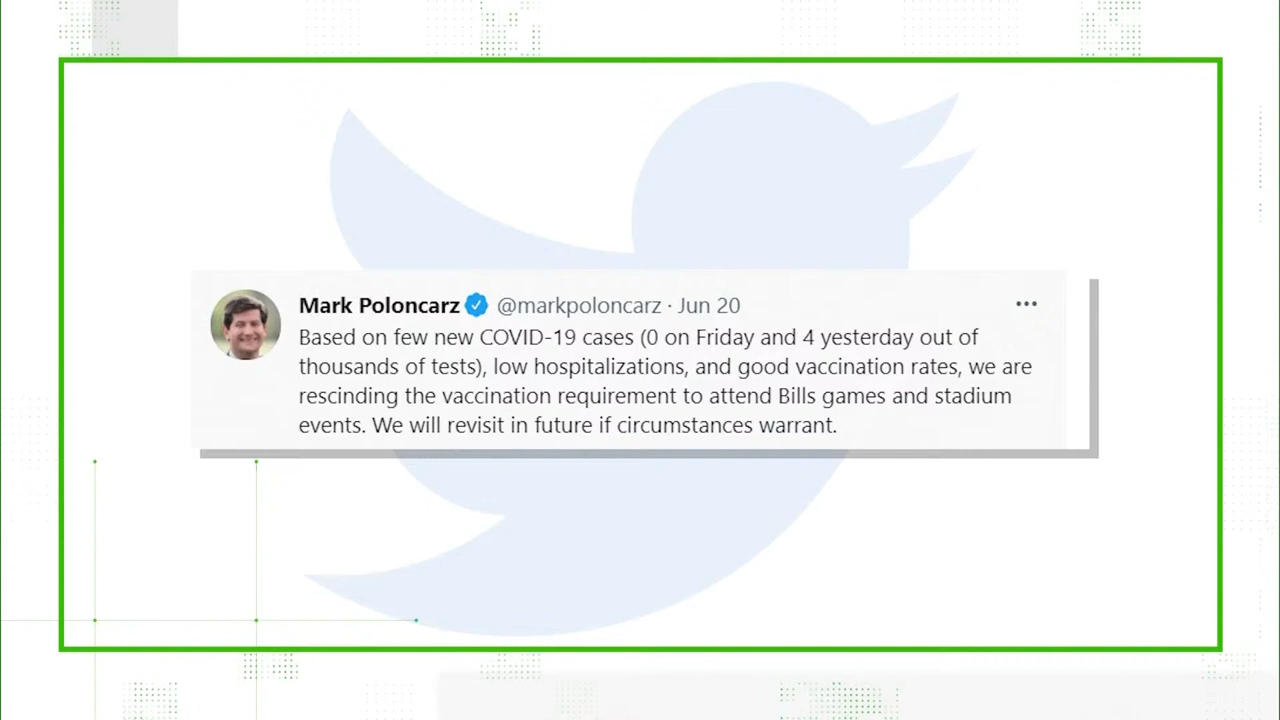 Mark Poloncarz @markpoloncarz · Jun 20
Based on few new COVID-19 cases (0 on Friday and 4 yesterday out of
thousands of tests), low hospitalizations, and good vaccination rates, we are
rescinding the vaccination requirement to attend Bills games and stadium
events. We will revisit in future if circumstances warrant.